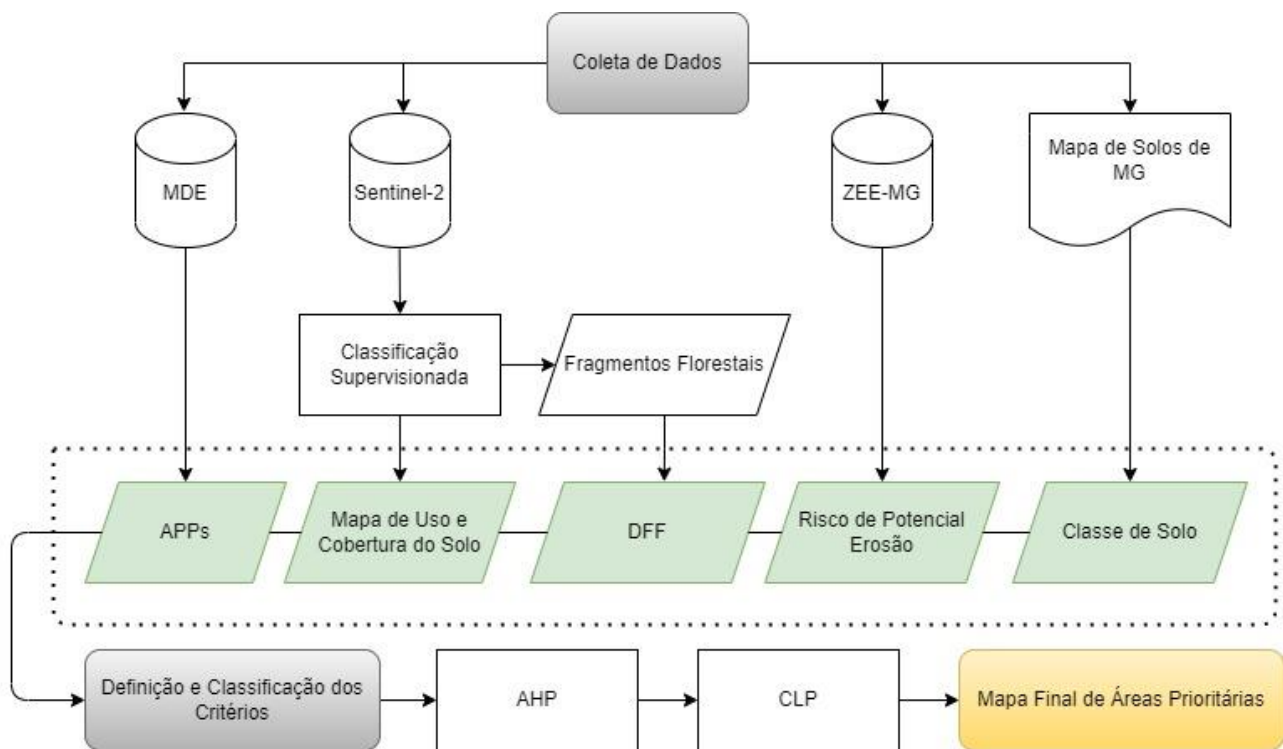 Coleta de Dados
MDE
Sentinel-2
ZEE-MG
Mapa de Solos de
MG
Classificação
Supervisionada
Fragmentos Florestais
APPs
Mapa de Uso e
Cobertura do Solo
DFF
Risco de Potencial
Erosão
Classe de Solo
Definição e Classificação dos
Critérios
AHP
CLP
Mapa Final de Áreas Prioritárias